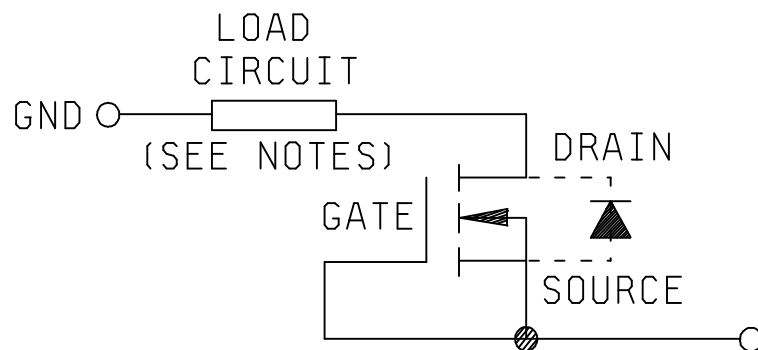 LOAD
CIRCUIT
GND
(SEE NOTES)
DRAIN
GATE
SOURCE